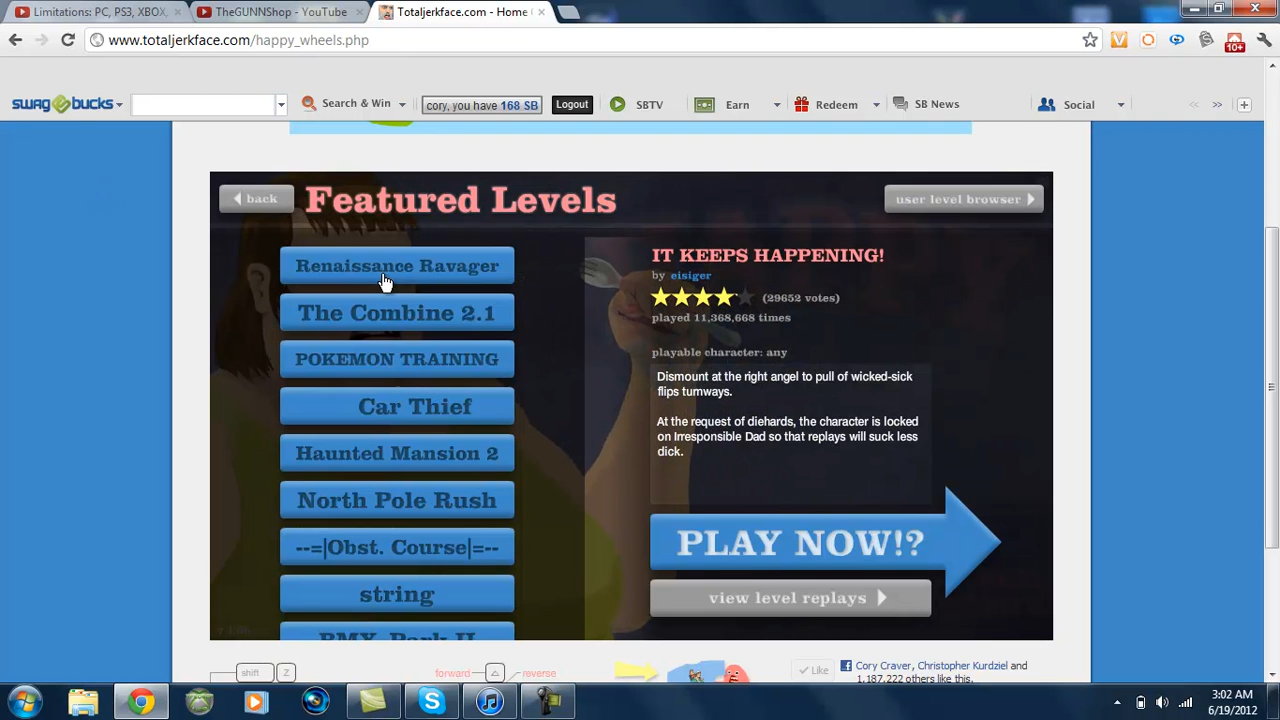 Limitations: PC, PS3, XBOX,
TheGUNNShop - YouTube
Totaljerkface.com - Home
www.totaljerkface.com/happy_wheels.php
10+
swagbucks
Search & Win
cory, you have 168 SB
Logout
SBTV
Earn
Redeem
SB News
Social
back
Featured Levels
user level browser
Renaissance Ravager
The Combine 2.1
POKEMON TRAINING
Car Thief
Haunted Mansion 2
North Pole Rush
--=|Obst. Course|=--
string
BMX Park II
IT KEEPS HAPPENING!
by eisiger
(29652 votes)
played 11,368,668 times
playable character: any
Dismount at the right angel to pull of wicked-sick
flips turnways.
At the request of diehards, the character is locked
on Irresponsible Dad so that replays will suck less
dick.
PLAY NOW!?
view level replays
shift
Z
forward
reverse
Like
Cory Craver, Christopher Kurdziel and
1,187,222 others like this.
3:02 AM
6/19/2012